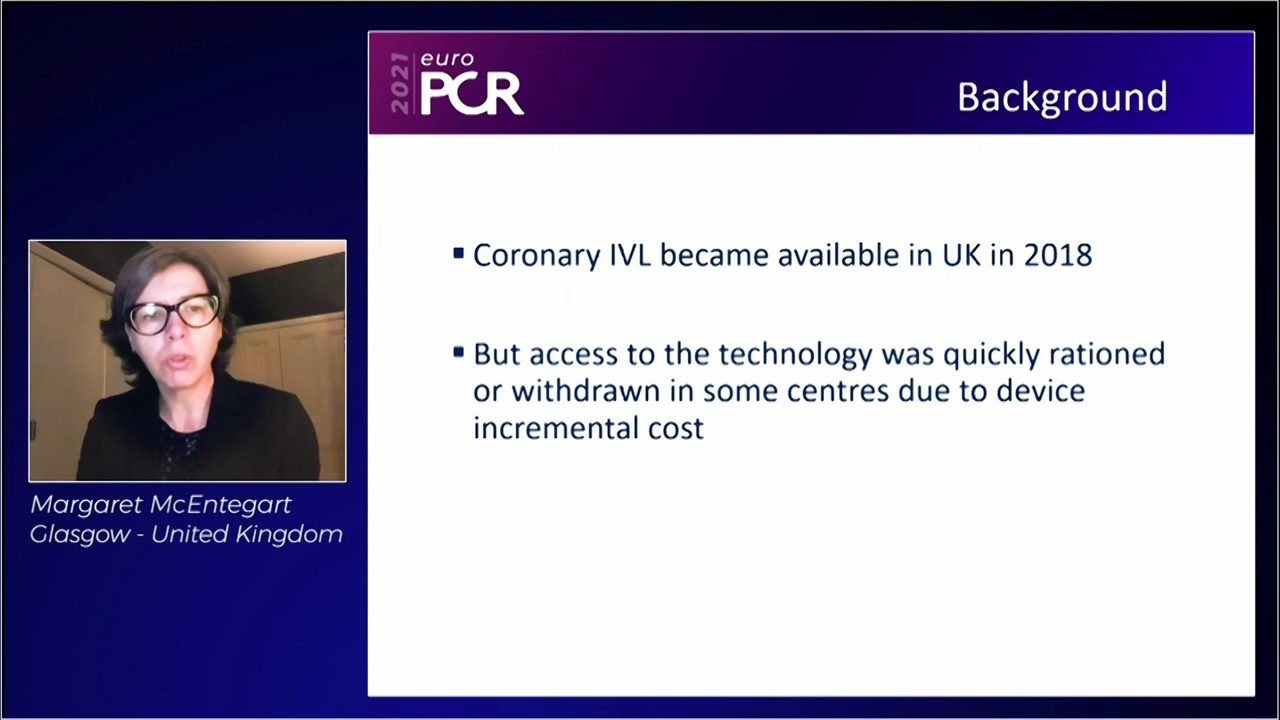 2021
euro
PCR
Background
▪ Coronary IVL became available in UK in 2018
▪ But access to the technology was quickly rationed
or withdrawn in some centres due to device
incremental cost
Margaret McEntegart
Glasgow - United Kingdom